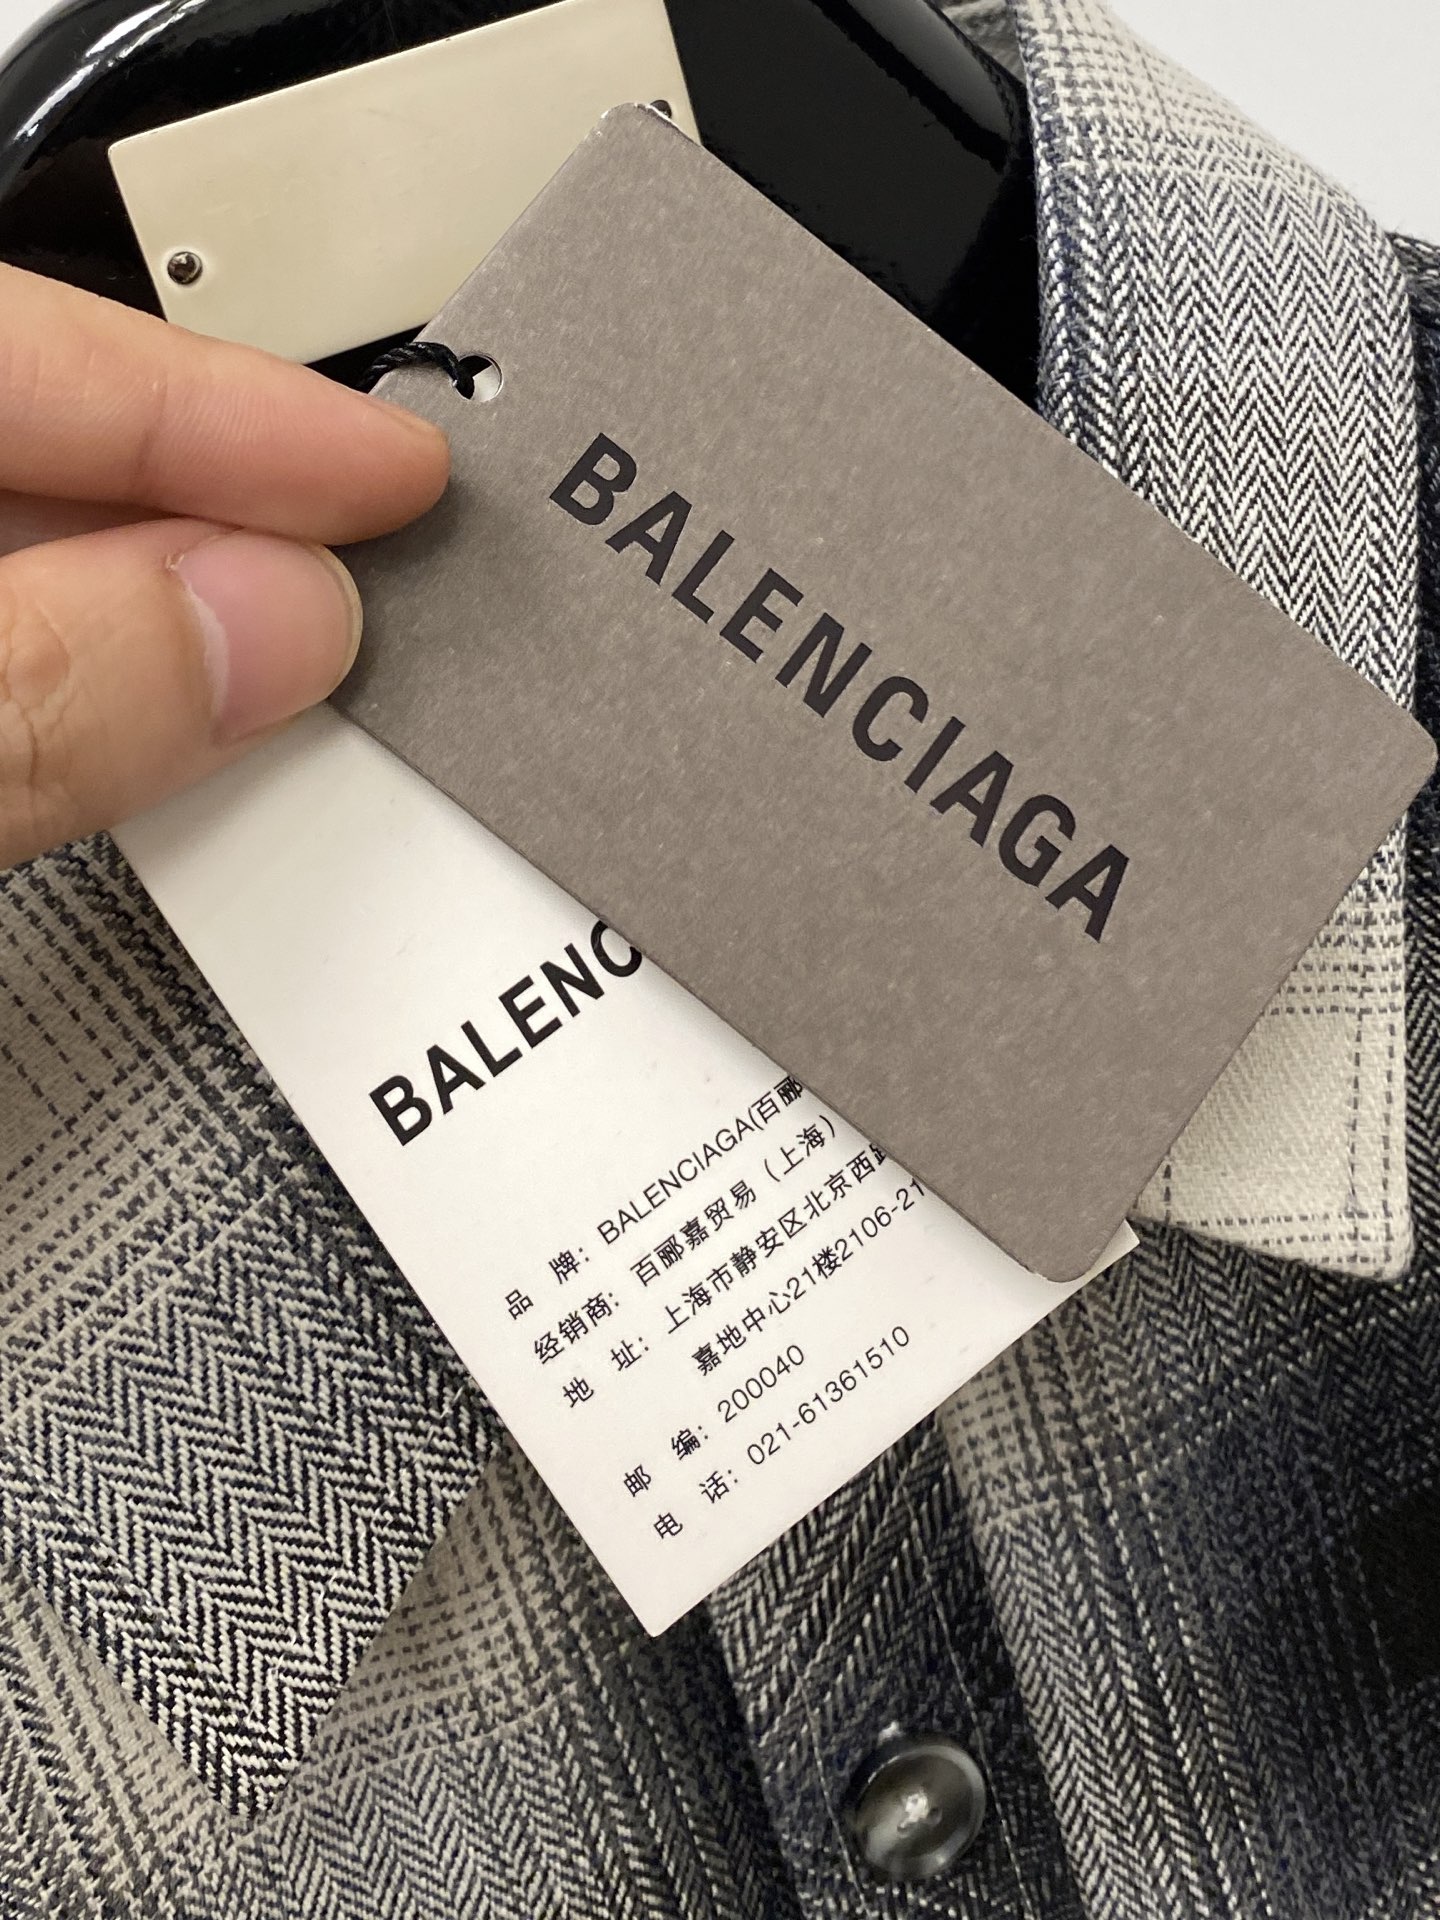 BALENCIAGA
BALENC
品 牌: BALENCIAGA(百郦
经销商: 百郦嘉贸易（上海）
地 址: 上海市静安区北京西路
嘉地中心21楼2106-21
邮 编: 200040
电 话: 021-61361510